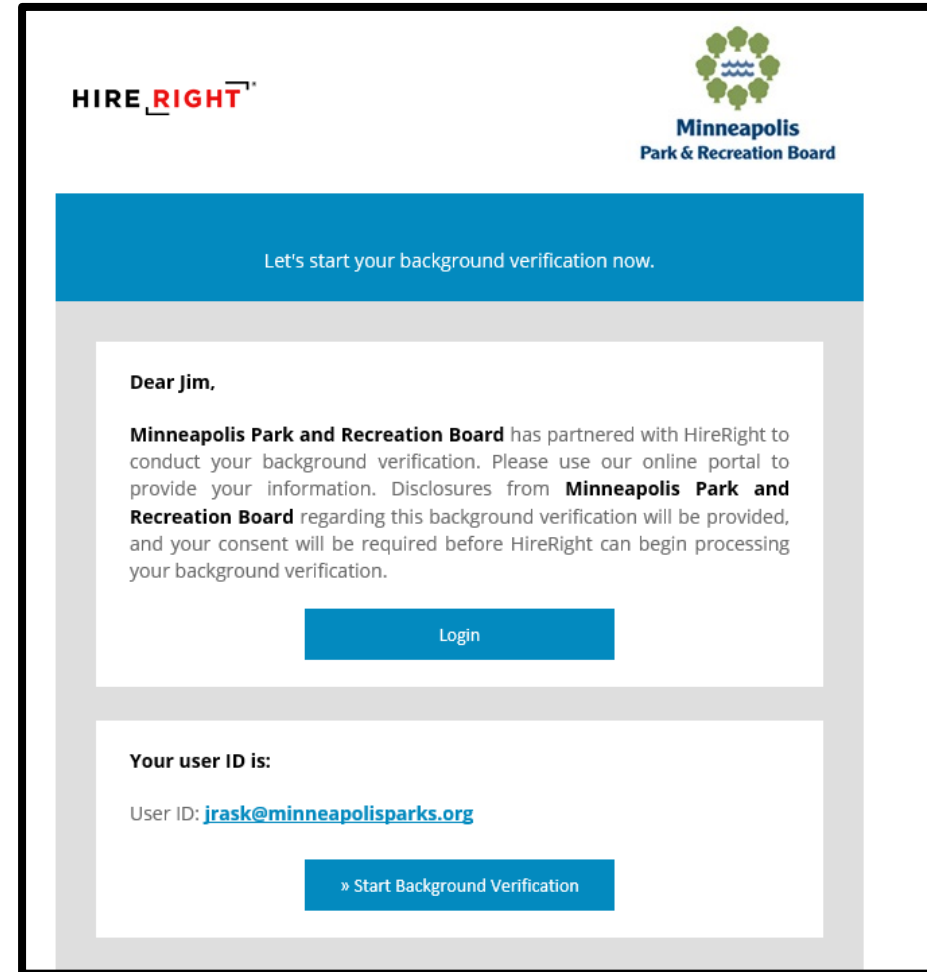 HIRE RIGHT
Minneapolis
Park & Recreation Board
Let's start your background verification now.
Dear Jim,
Minneapolis Park and Recreation Board has partnered with HireRight to
conduct your background verification. Please use our online portal to
provide your information. Disclosures from Minneapolis Park and
Recreation Board regarding this background verification will be provided,
and your consent will be required before HireRight can begin processing
your background verification.
Login
Your user ID is:
User ID: jrask@minneapolisparks.org
» Start Background Verification